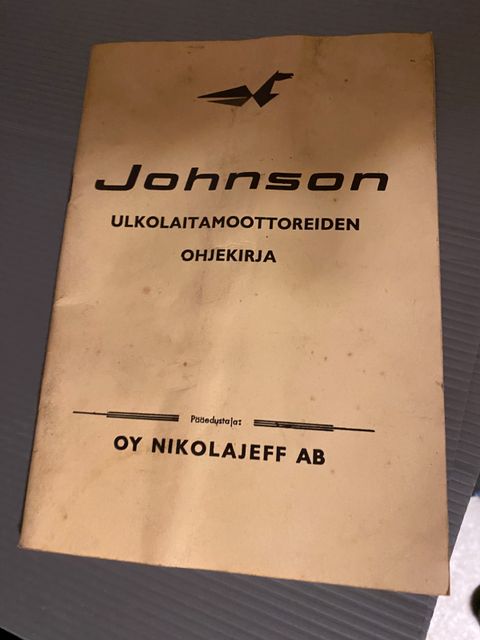 Johnson
ULKOLAITAMOOTTOREIDEN
OHJEKIRJA
Pääedustaja:
OY NIKOLAJEFF AB